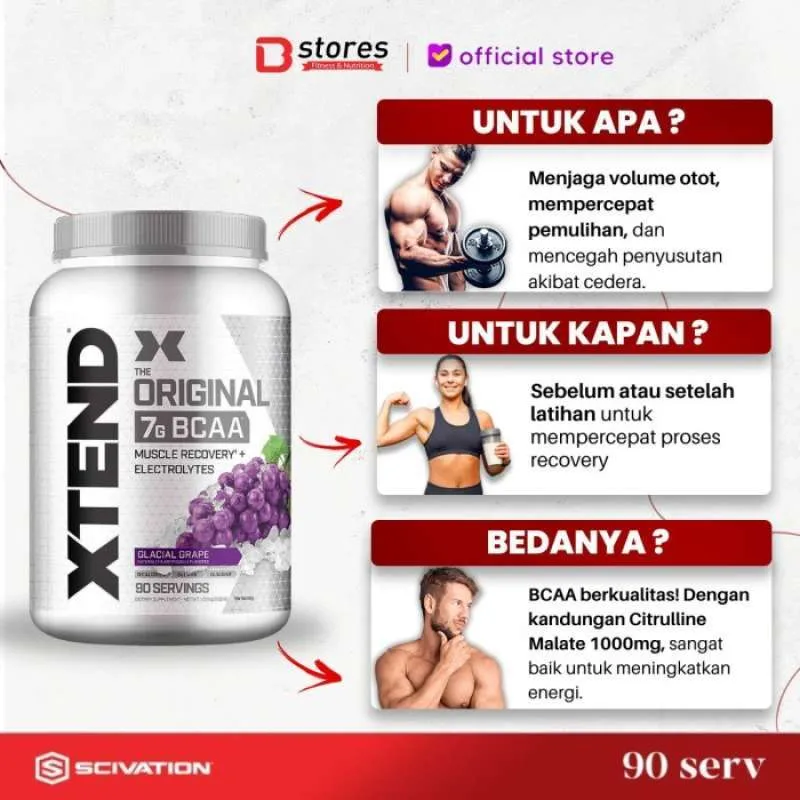 B stores
Fitness & Nutrition
official store
UNTUK APA ?
Menjaga volume otot,
mempercepat
pemulihan, dan
mencegah penyusutan
akibat cedera.
UNTUK KAPAN ?
Sebelum atau setelah
latihan untuk
mempercepat proses
recovery
BEDANYA ?
BCAA berkualitas! Dengan
kandungan Citrulline
Malate 1000mg, sangat
baik untuk meningkatkan
energi.
XTEND
X
THE
ORIGINAL
7G BCAA
MUSCLE RECOVERY +
ELECTROLYTES
GLACIAL GRAPE
90 SERVINGS
S SCIVATION
90 serv